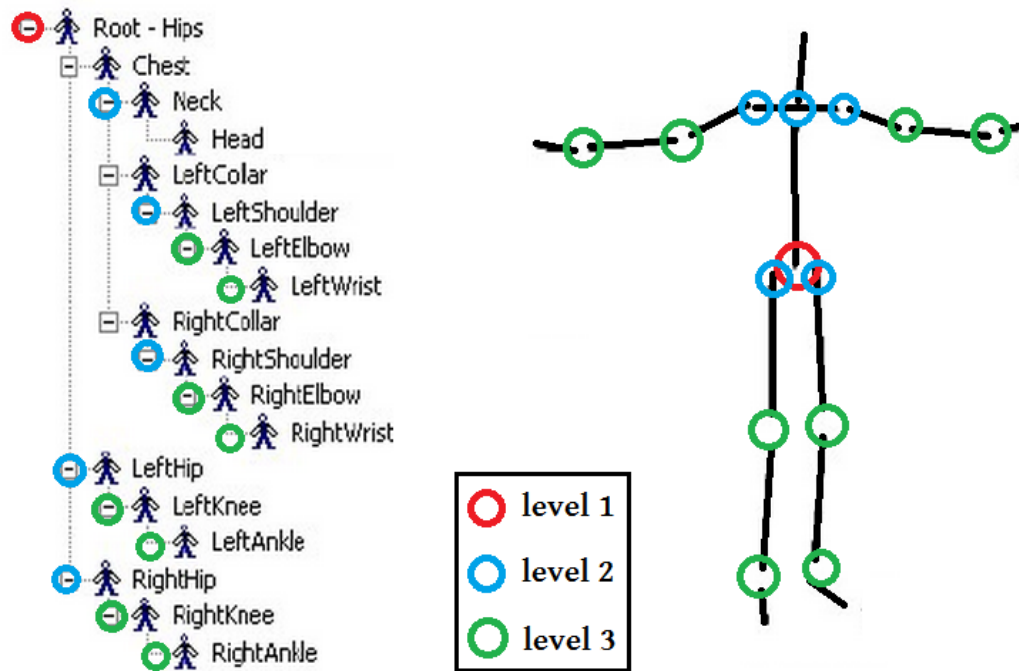 Root - Hips
Chest
Neck
Head
LeftColar
LeftShoulder
LeftElbow
LeftWrist
RightCollar
RightShoulder
RightElbow
RightWrist
LeftHip
LeftKnee
LeftAnkle
RightHip
RightKnee
RightAnkle
level 1
level 2
level 3